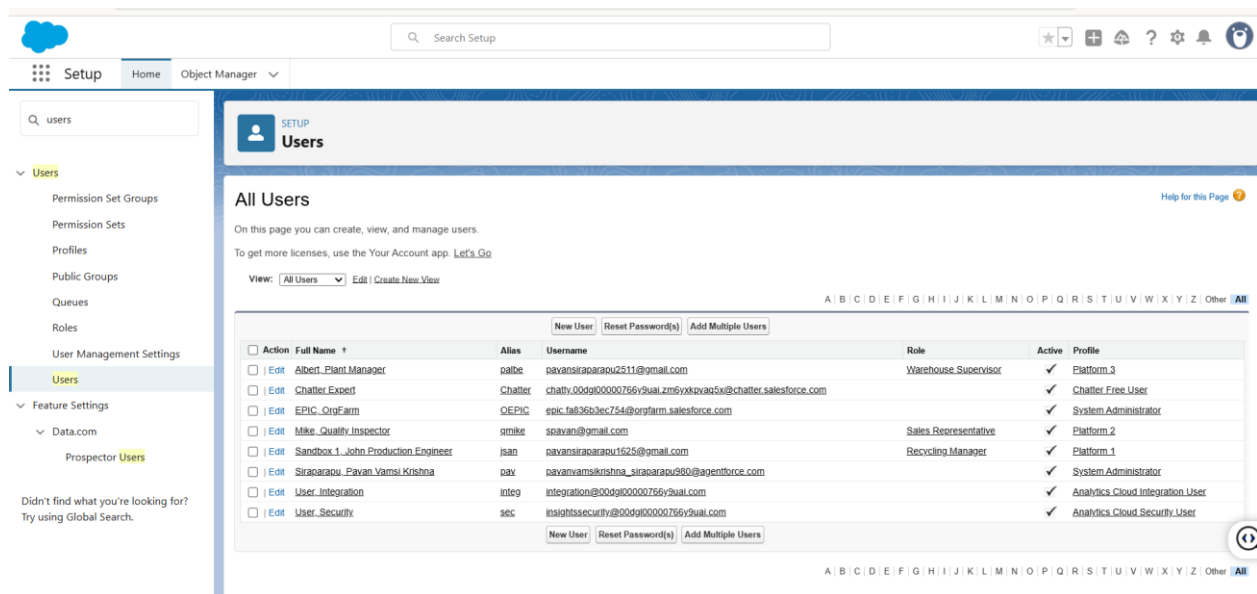 Search Setup
Setup Home Object Manager
users
SETUP
Users
Users
Permission Set Groups
Permission Sets
Profiles
Public Groups
Queues
Roles
User Management Settings
Users
Feature Settings
Data.com
Prospector Users
Didn't find what you're looking for?
Try using Global Search.
All Users
Help for this Page
On this page you can create, view, and manage users.
To get more licenses, use the Your Account app. Let's Go
View: All Users Edit | Create New View
A | B | C | D | E | F | G | H | I | J | K | L | M | N | O | P | Q | R | S | T | U | V | W | X | Y | Z | Other All
New User Reset Password(s) Add Multiple Users
Action Full Name ↑ Alias Username Role Active Profile
| Edit Albert, Plant Manager palbe pavansiraparapu2511@gmail.com Warehouse Supervisor ✓ Platform 3
| Edit Chatter Expert Chatter chatty.00dgl00000766y9uai.zm6yxkpvaq5x@chatter.salesforce.com ✓ Chatter Free User
| Edit EPIC, OrgFarm OEPIC epic.fa836b3ec754@orgfarm.salesforce.com ✓ System Administrator
| Edit Mike, Quality Inspector qmike spavan@gmail.com Sales Representative ✓ Platform 2
| Edit Sandbox 1, John Production Engineer jsan pavansiraparapu1625@gmail.com Recycling Manager ✓ Platform 1
| Edit Siraparapu, Pavan Vamsi Krishna pav pavanvamsikrishna_siraparapu980@agentforce.com ✓ System Administrator
| Edit User, Integration integ integration@00dgl00000766y9uai.com ✓ Analytics Cloud Integration User
| Edit User, Security sec insightssecurity@00dgl00000766y9uai.com ✓ Analytics Cloud Security User
New User Reset Password(s) Add Multiple Users
A | B | C | D | E | F | G | H | I | J | K | L | M | N | O | P | Q | R | S | T | U | V | W | X | Y | Z | Other All